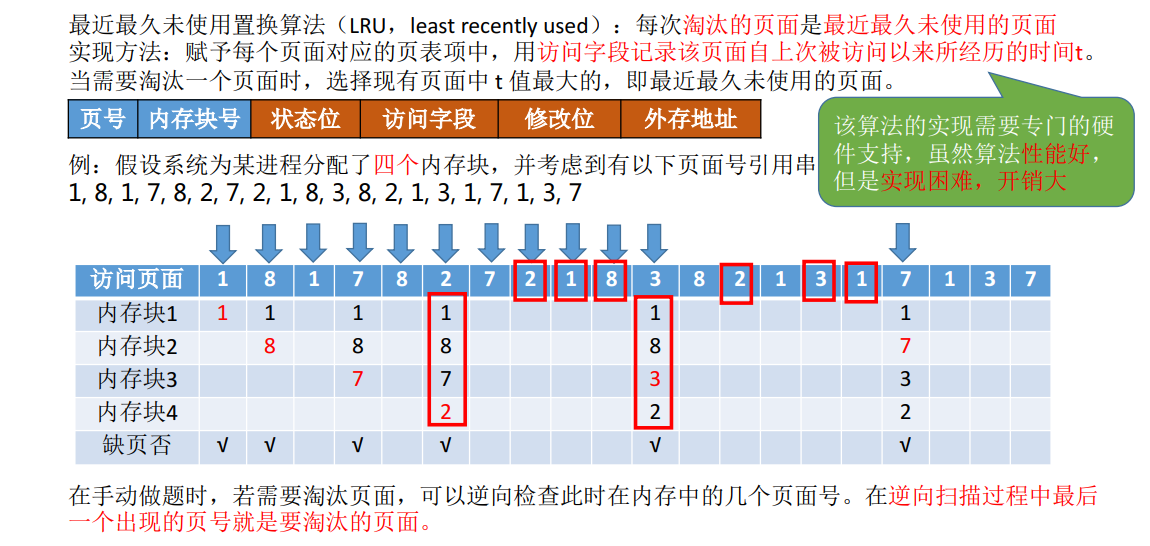 最近最久未使用置换算法（LRU，least recently used）：每次淘汰的页面是最近最久未使用的页面
实现方法：赋予每个页面对应的页表项中，用访问字段记录该页面自上次被访问以来所经历的时间t。
当需要淘汰一个页面时，选择现有页面中 t 值最大的，即最近最久未使用的页面。
页号 内存块号 状态位 访问字段 修改位 外存地址
该算法的实现需要专门的硬
件支持，虽然算法性能好，
但是实现困难，开销大
例：假设系统为某进程分配了四个内存块，并考虑到有以下页面号引用串
1, 8, 1, 7, 8, 2, 7, 2, 1, 8, 3, 8, 2, 1, 3, 1, 7, 1, 3, 7
访问页面 1 8 1 7 8 2 7 2 1 8 3 8 2 1 3 1 7 1 3 7
内存块1 1 1 1 1 1 1
内存块2 8 8 8 8 7
内存块3 7 7 3 3
内存块4 2 2 2
缺页否 √ √ √ √ √ √
在手动做题时，若需要淘汰页面，可以逆向检查此时在内存中的几个页面号。在逆向扫描过程中最后
一个出现的页号就是要淘汰的页面。